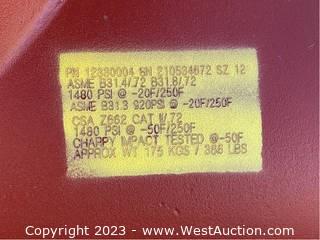 PN 12330004 SN 210534672 SZ 12
ASME B31.4/.72 B31.8/.72
1480 PSI @ -20F/250F
ASME B31.3 920PSI @ -20F/250F
CSA Z662 CAT II/.72
1480 PSI @ -50F/250F
CHARPY IMPACT TESTED @-50F
APPROX WT 175 KGS / 386 LBS
Copyright 2023 - WestAuction.com